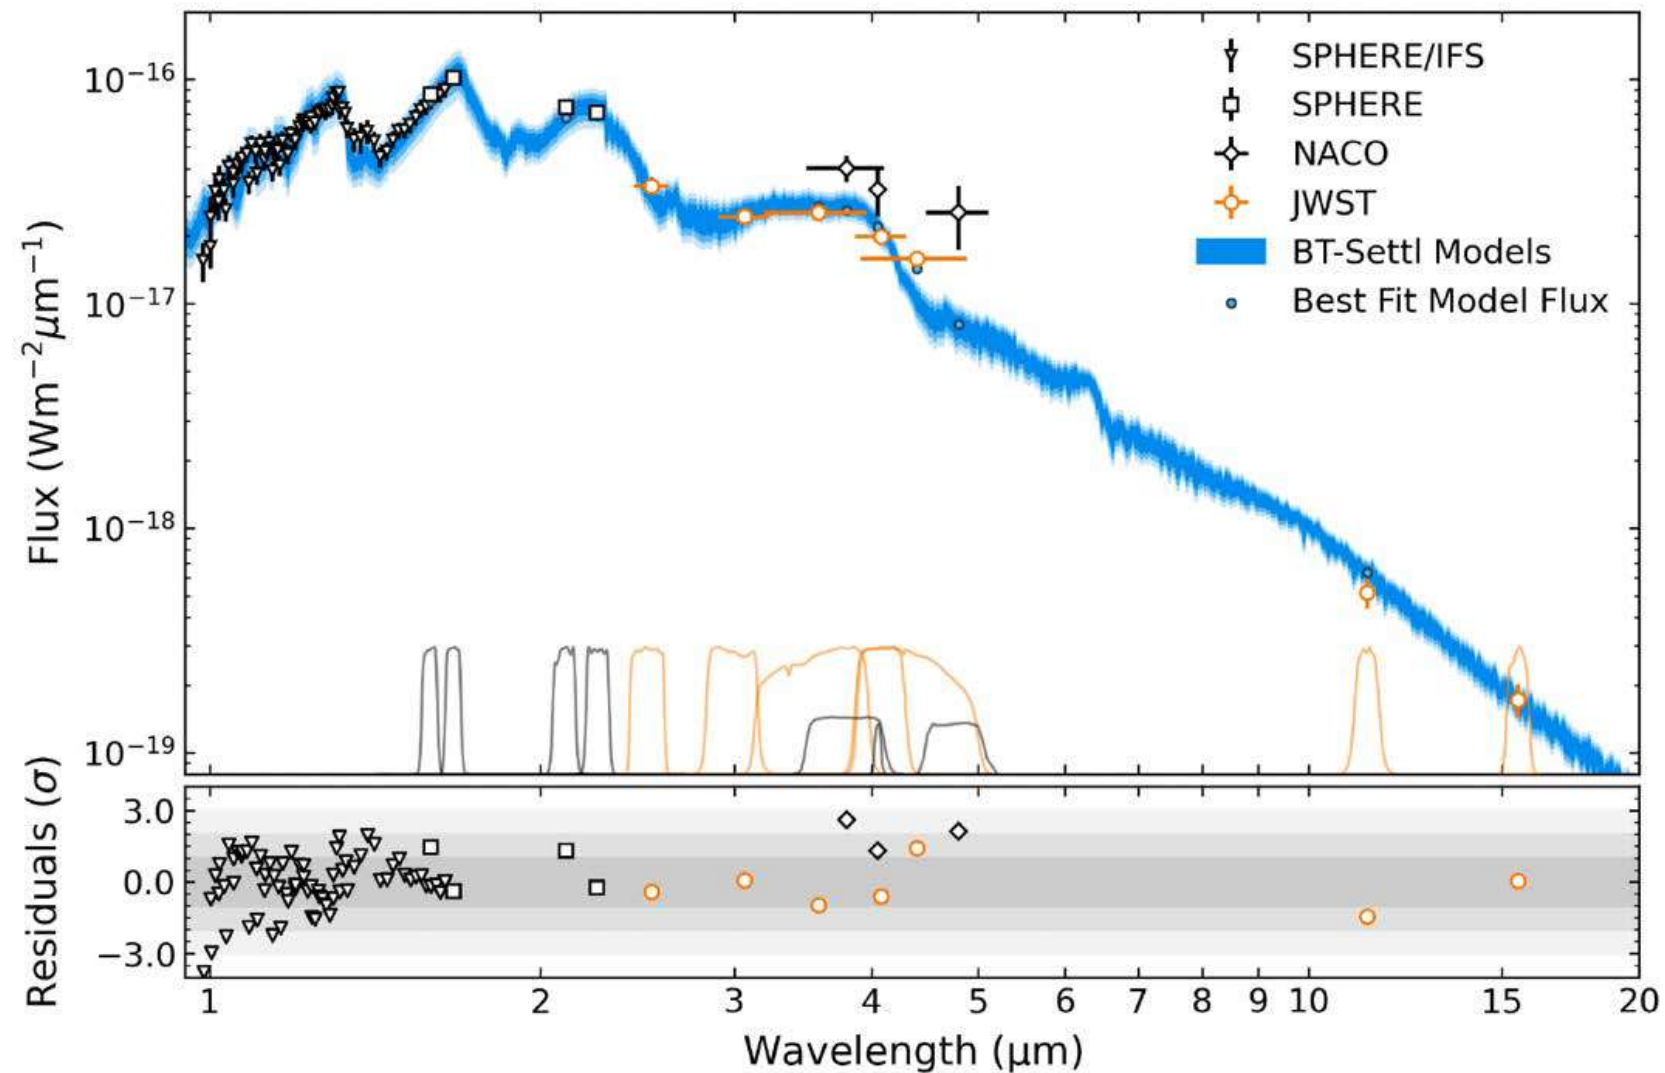 SPHERE/IFS
SPHERE
NACO
JWST
BT-Settl Models
Best Fit Model Flux
Flux (Wm⁻²μm⁻¹)
10⁻¹⁶
10⁻¹⁷
10⁻¹⁸
10⁻¹⁹
Residuals (σ)
3.0
0.0
−3.0
1 2 3 4 5 6 7 8 9 10 15 20
Wavelength (μm)